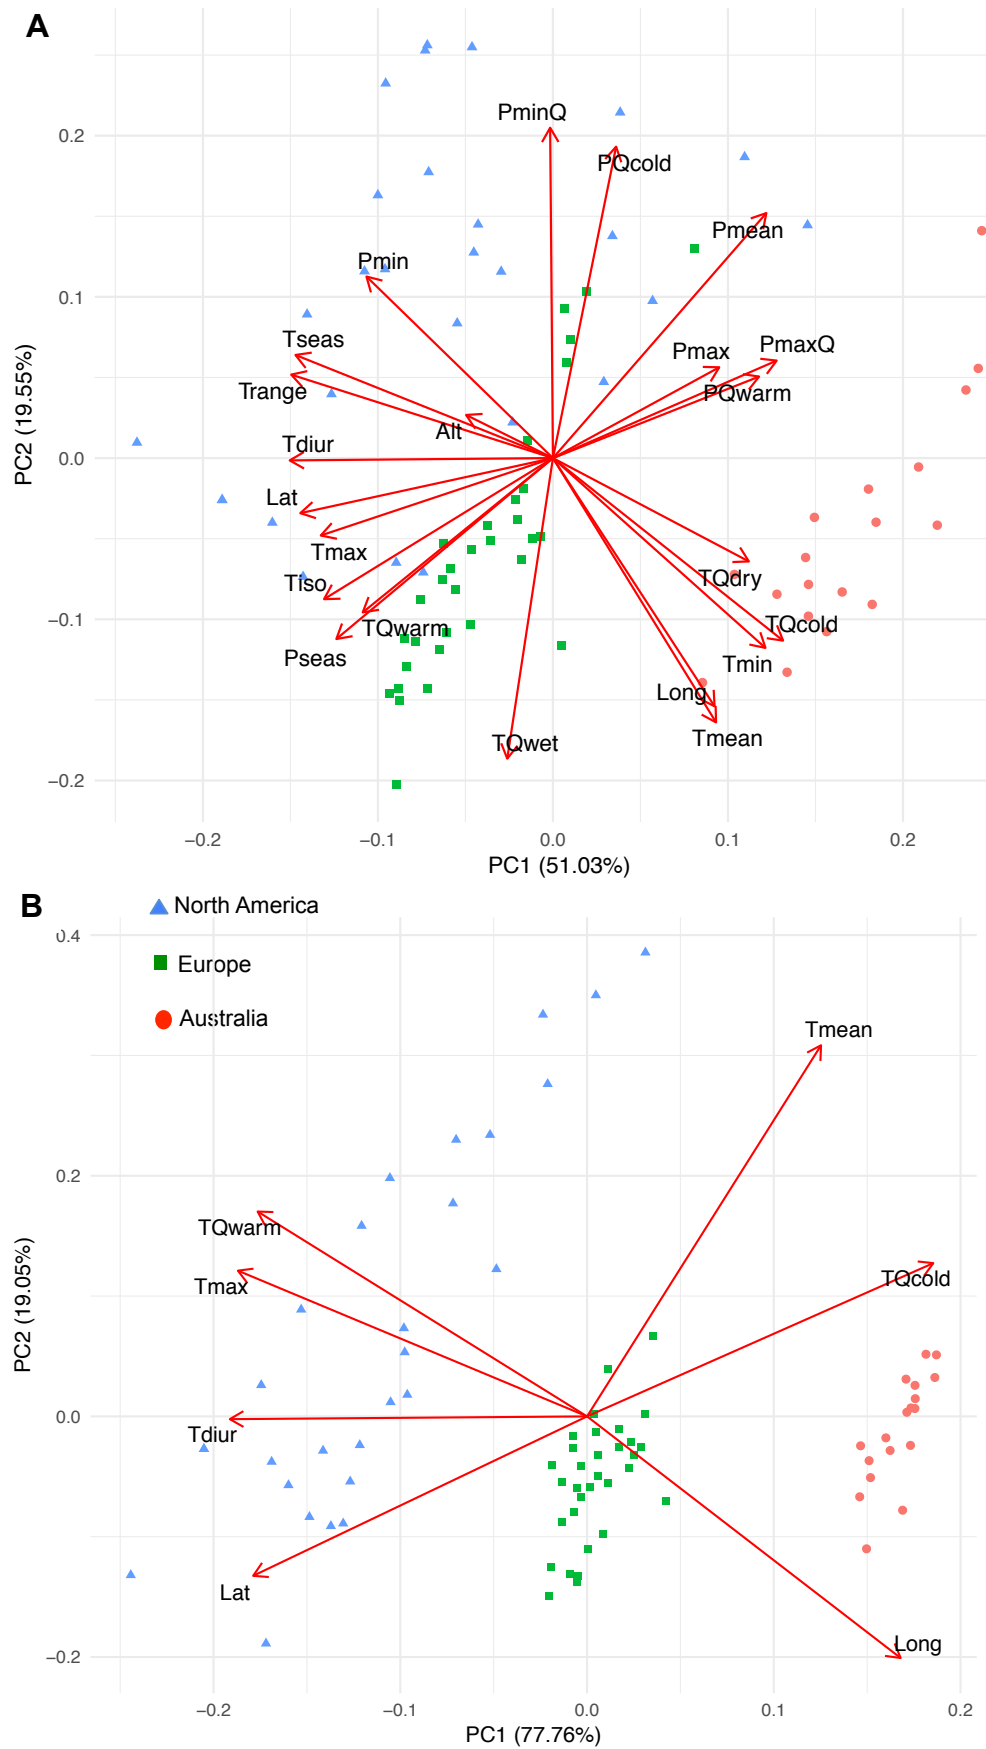 A
PminQ
PQcold
Pmean
Pmin
Tseas
Pmax
PmaxQ
Trange
PQwarm
Alt
Tdiur
Lat
Tmax
Tiso
TQdry
TQwarm
TQcold
Pseas
Tmin
Long
TQwet
Tmean
0.2
0.1
0.0
−0.1
−0.2
PC2 (19.55%)
−0.2
−0.1
0.0
0.1
0.2
PC1 (51.03%)
B
North America
Europe
Australia
Tmean
TQwarm
TQcold
Tmax
Tdiur
Lat
Long
0.4
0.2
0.0
−0.2
PC2 (19.05%)
−0.2
−0.1
0.0
0.1
0.2
PC1 (77.76%)